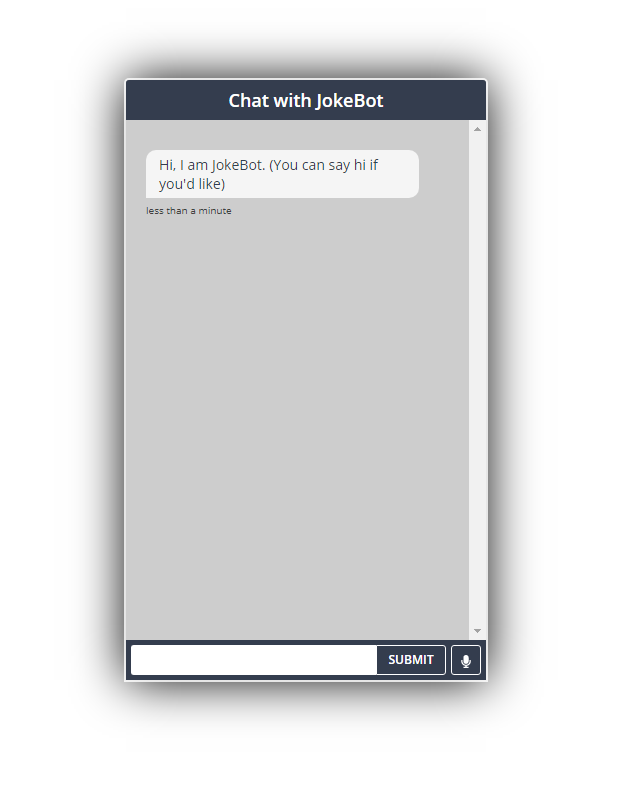 Chat with JokeBot
Hi, I am JokeBot. (You can say hi if
you'd like)
less than a minute
SUBMIT